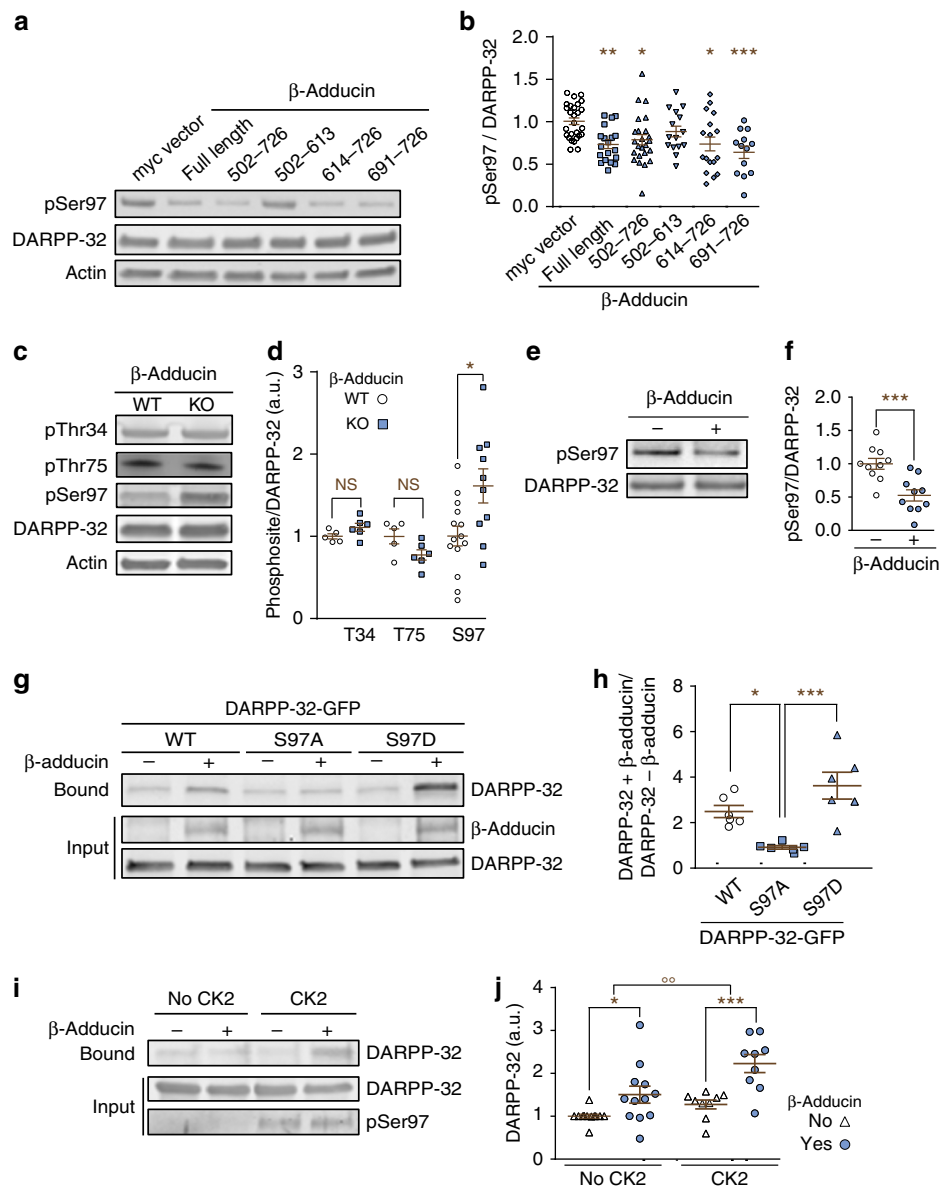 a
β-Adducin
myc vector
Full length
502–726
502–613
614–726
691–726
pSer97
DARPP-32
Actin
b
pSer97 / DARPP-32
2.0
1.5
1.0
0.5
0.0
** * * ***
myc vector
Full length
502–726
502–613
614–726
691–726
β-Adducin
c
β-Adducin
WT KO
pThr34
pThr75
pSer97
DARPP-32
Actin
d
Phosphosite/DARPP-32 (a.u.)
3
2
1
0
β-Adducin
WT
KO
NS NS *
T34 T75 S97
e
β-Adducin
– +
pSer97
DARPP-32
f
pSer97/DARPP-32
2.0
1.5
1.0
0.5
0.0
***
– +
β-Adducin
g
DARPP-32-GFP
WT S97A S97D
β-adducin – + – + – +
Bound DARPP-32
Input β-Adducin
DARPP-32
h
DARPP-32 + β-adducin/
DARPP-32 – β-adducin
8
6
4
2
0
* ***
WT
S97A
S97D
DARPP-32-GFP
i
No CK2 CK2
β-Adducin – + – +
Bound DARPP-32
Input DARPP-32
pSer97
j
DARPP-32 (a.u.)
4
3
2
1
0
°°
* ***
No CK2 CK2
β-Adducin
No
Yes